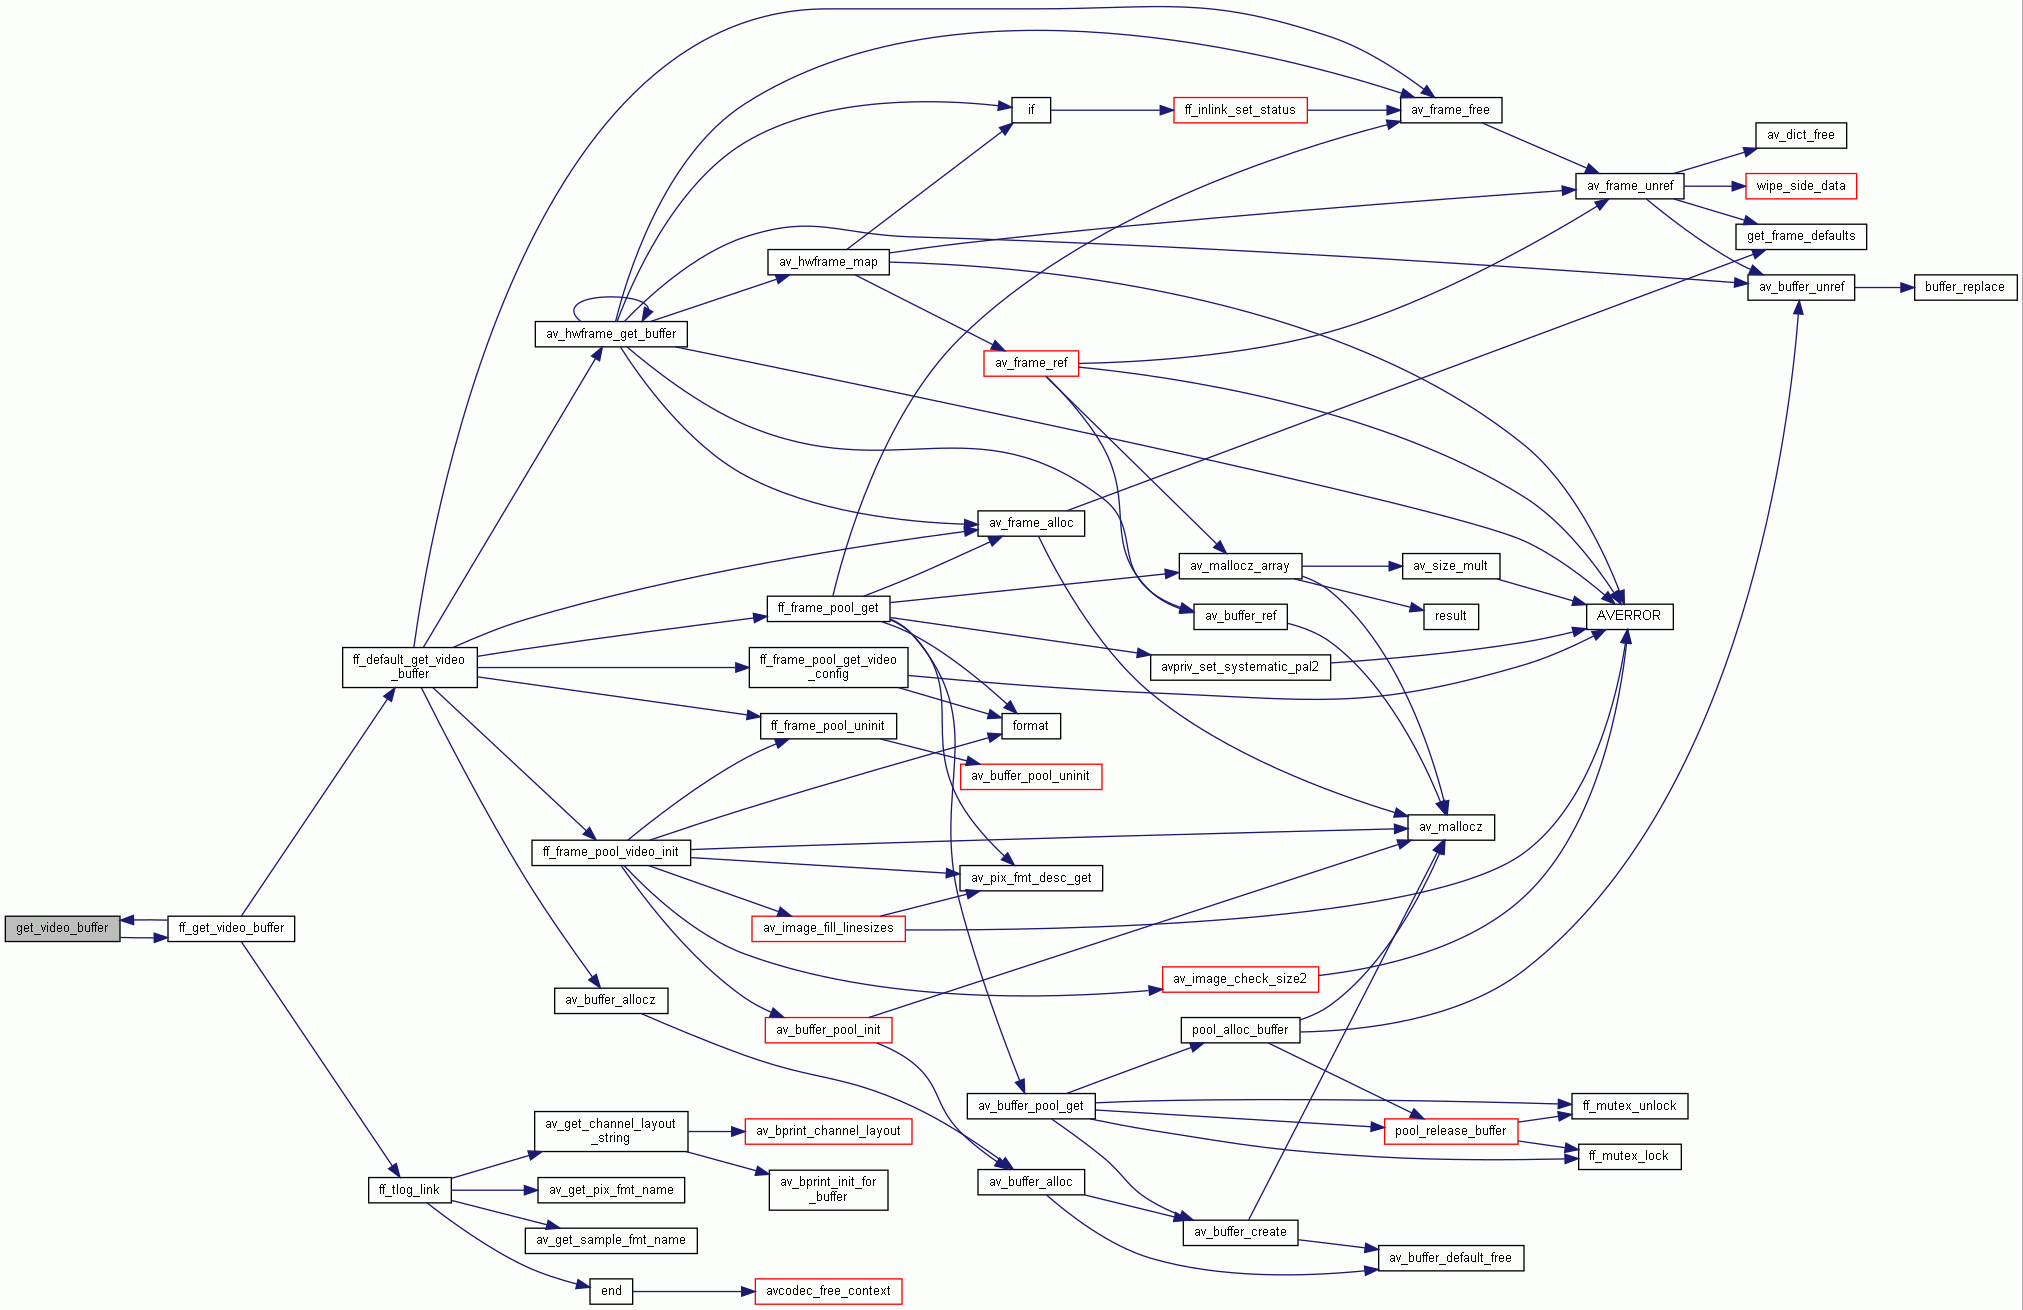 get_video_buffer
ff_get_video_buffer
ff_default_get_video
_buffer
ff_tlog_link
av_hwframe_get_buffer
ff_frame_pool_video_init
av_buffer_allocz
av_get_channel_layout
_string
av_get_pix_fmt_name
av_get_sample_fmt_name
end
av_hwframe_map
ff_frame_pool_get
ff_frame_pool_get_video
_config
ff_frame_pool_uninit
av_image_fill_linesizes
av_buffer_pool_init
av_bprint_channel_layout
av_bprint_init_for
_buffer
avcodec_free_context
if
av_frame_ref
av_frame_alloc
format
av_buffer_pool_uninit
av_pix_fmt_desc_get
av_buffer_pool_get
av_buffer_alloc
ff_inlink_set_status
av_mallocz_array
av_buffer_ref
avpriv_set_systematic_pal2
av_image_check_size2
pool_alloc_buffer
av_buffer_create
av_frame_free
av_size_mult
result
av_mallocz
pool_release_buffer
av_buffer_default_free
av_frame_unref
AVERROR
ff_mutex_unlock
ff_mutex_lock
av_dict_free
wipe_side_data
get_frame_defaults
av_buffer_unref
buffer_replace